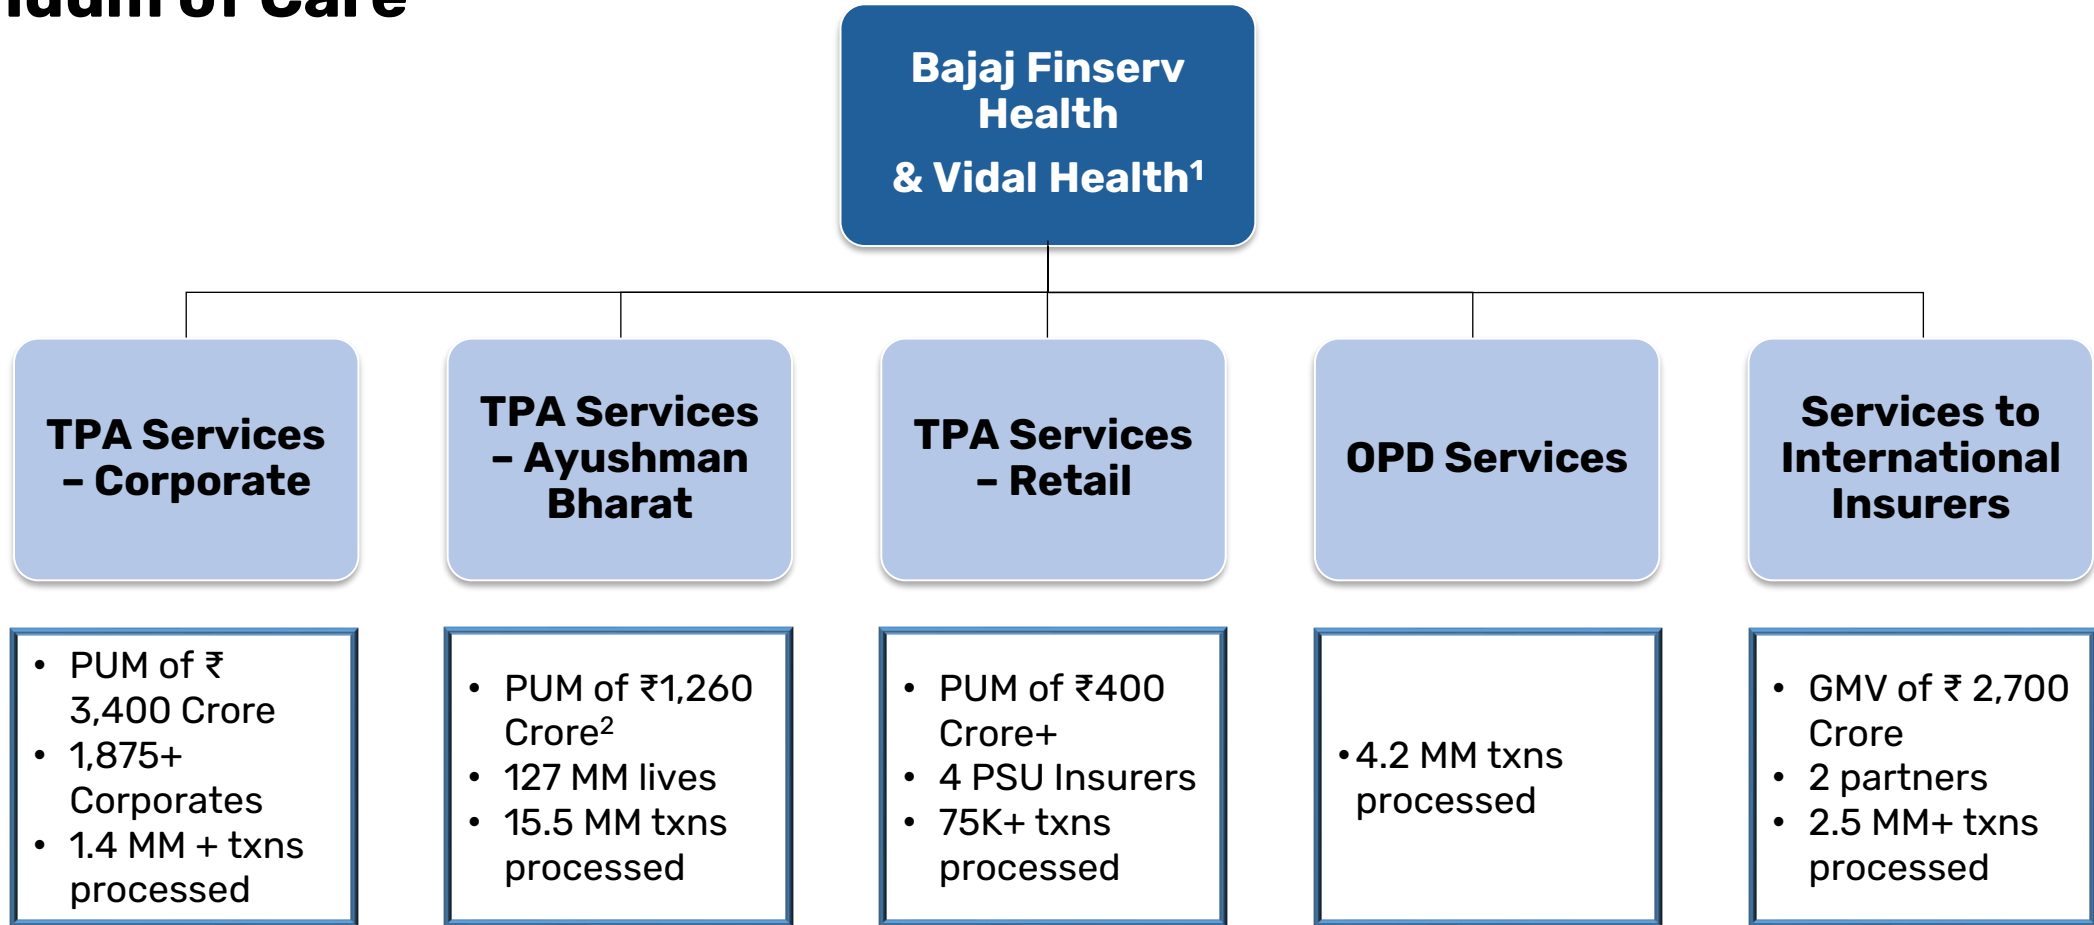 of Care
Bajaj Finserv
Health
& Vidal Health¹
TPA Services
– Corporate
TPA Services
– Ayushman
Bharat
TPA Services
– Retail
OPD Services
Services to
International
Insurers
• PUM of ₹
3,400 Crore
• 1,875+
Corporates
• 1.4 MM + txns
processed
• PUM of ₹1,260
Crore²
• 127 MM lives
• 15.5 MM txns
processed
• PUM of ₹400
Crore+
• 4 PSU Insurers
• 75K+ txns
processed
• 4.2 MM txns
processed
• GMV of ₹ 2,700
Crore
• 2 partners
• 2.5 MM+ txns
processed